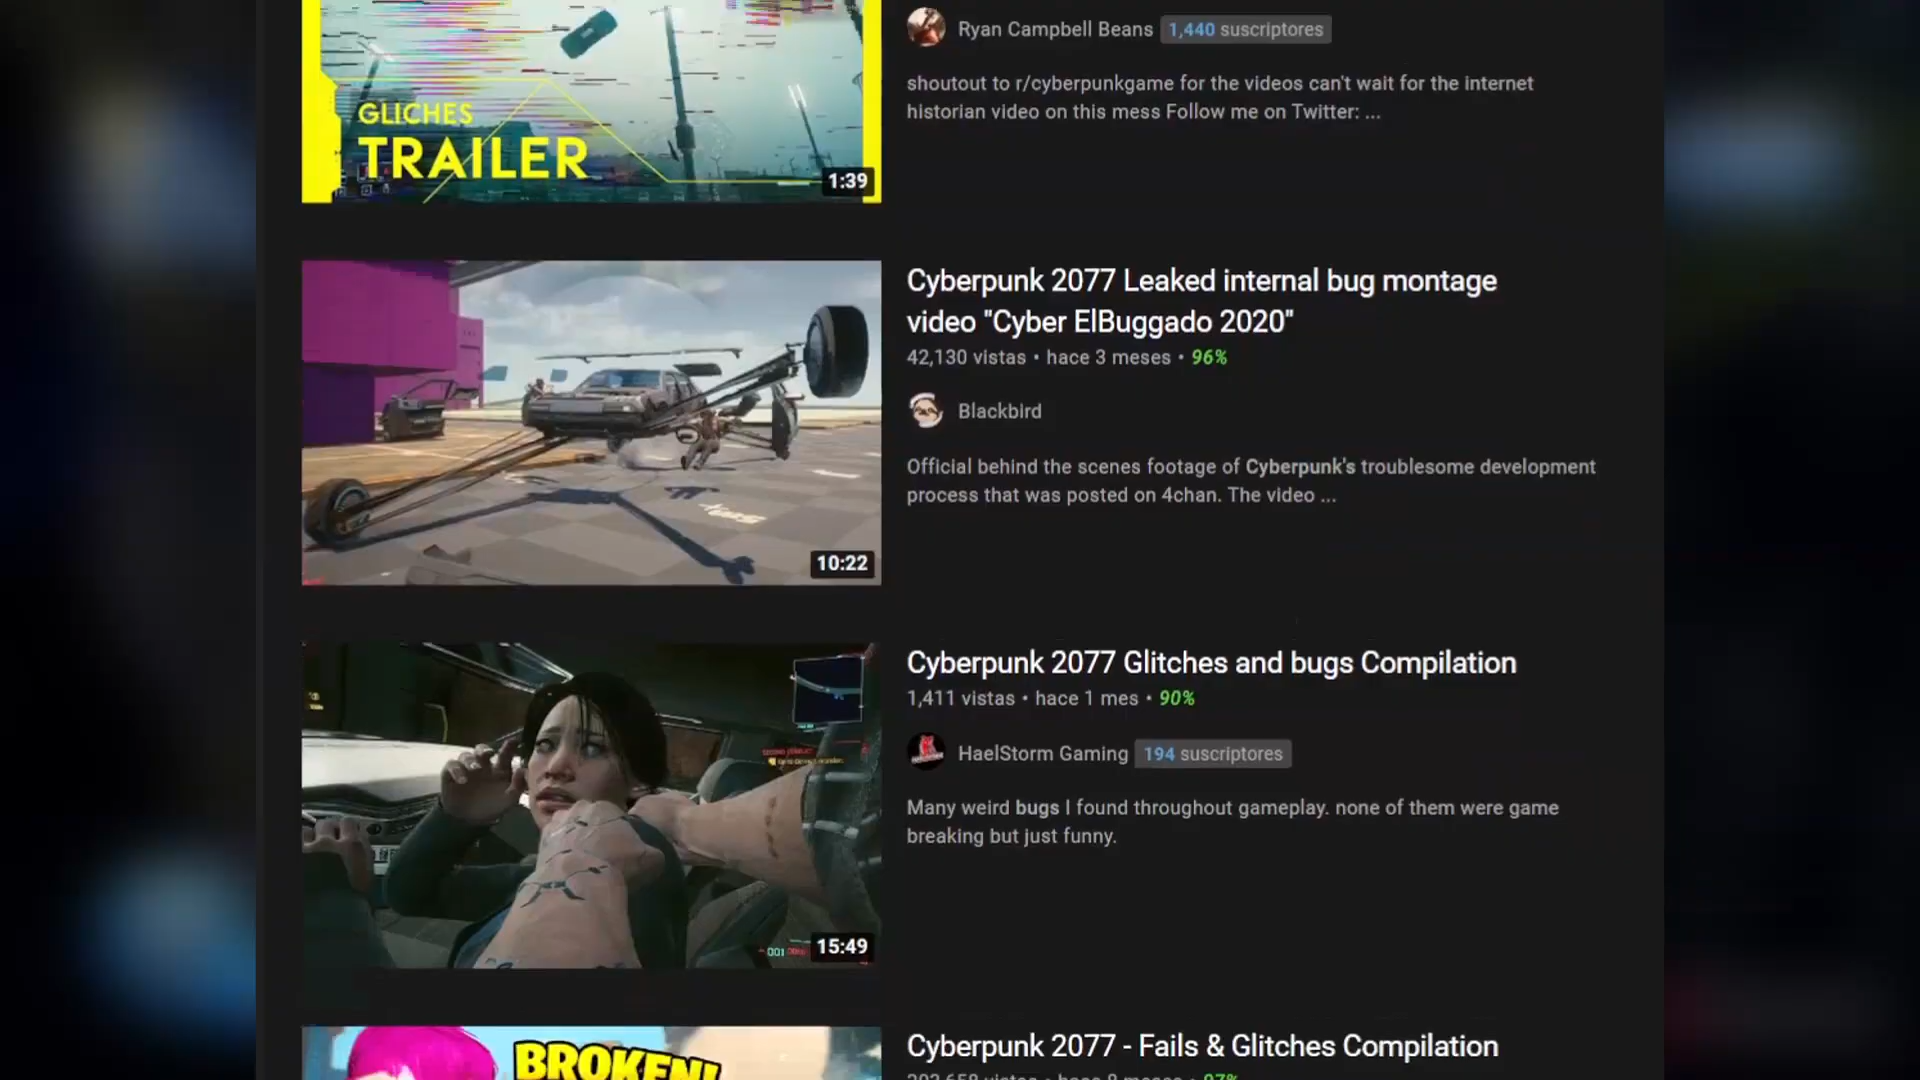 GLICHES
TRAILER
1:39
Ryan Campbell Beans 1,440 suscriptores
shoutout to r/cyberpunkgame for the videos can't wait for the internet
historian video on this mess Follow me on Twitter: ...
10:22
Cyberpunk 2077 Leaked internal bug montage
video "Cyber ElBuggado 2020"
42,130 vistas • hace 3 meses • 96%
Blackbird
Official behind the scenes footage of Cyberpunk's troublesome development
process that was posted on 4chan. The video ...
15:49
Cyberpunk 2077 Glitches and bugs Compilation
1,411 vistas • hace 1 mes • 90%
HaelStorm Gaming 194 suscriptores
Many weird bugs I found throughout gameplay. none of them were game
breaking but just funny.
001
BROKEN!
Cyberpunk 2077 - Fails & Glitches Compilation